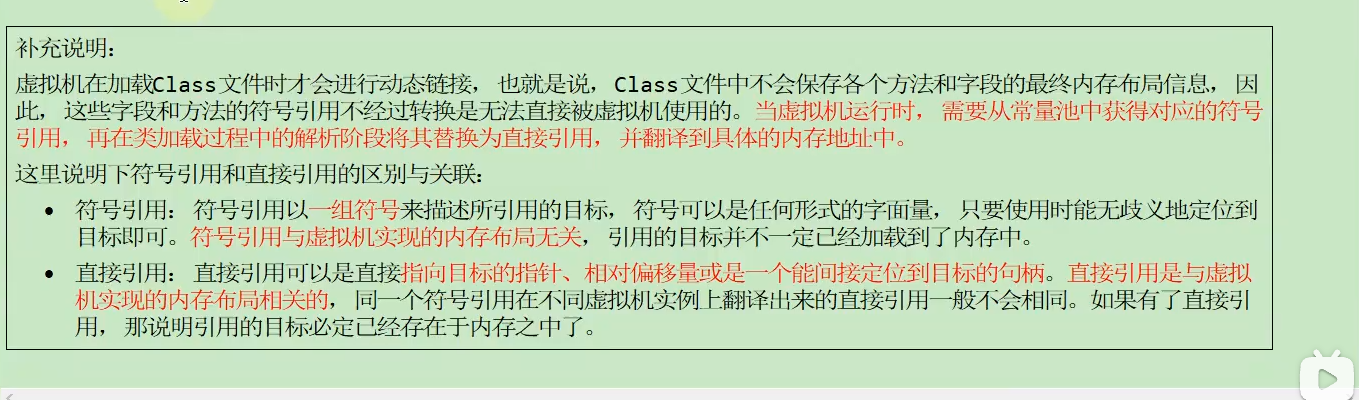 补充说明：
虚拟机在加载Class文件时才会进行动态链接，也就是说，Class文件中不会保存各个方法和字段的最终内存布局信息，因
此，这些字段和方法的符号引用不经过转换是无法直接被虚拟机使用的。当虚拟机运行时，需要从常量池中获得对应的符号
引用，再在类加载过程中的解析阶段将其替换为直接引用，并翻译到具体的内存地址中。
这里说明下符号引用和直接引用的区别与关联：
• 符号引用：符号引用以一组符号来描述所引用的目标，符号可以是任何形式的字面量，只要使用时能无歧义地定位到
目标即可。符号引用与虚拟机实现的内存布局无关，引用的目标并不一定已经加载到了内存中。
• 直接引用：直接引用可以是直接指向目标的指针、相对偏移量或是一个能间接定位到目标的句柄。直接引用是与虚拟
机实现的内存布局相关的，同一个符号引用在不同虚拟机实例上翻译出来的直接引用一般不会相同。如果有了直接引
用，那说明引用的目标必定已经存在于内存之中了。